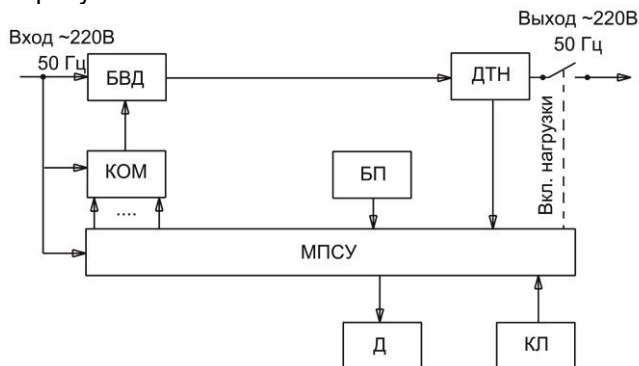 Вход ~220В
50 Гц
Выход ~220В
50 Гц
БВД
ДТН
Вкл. нагрузки
КОМ
....
БП
МПСУ
Д
КЛ